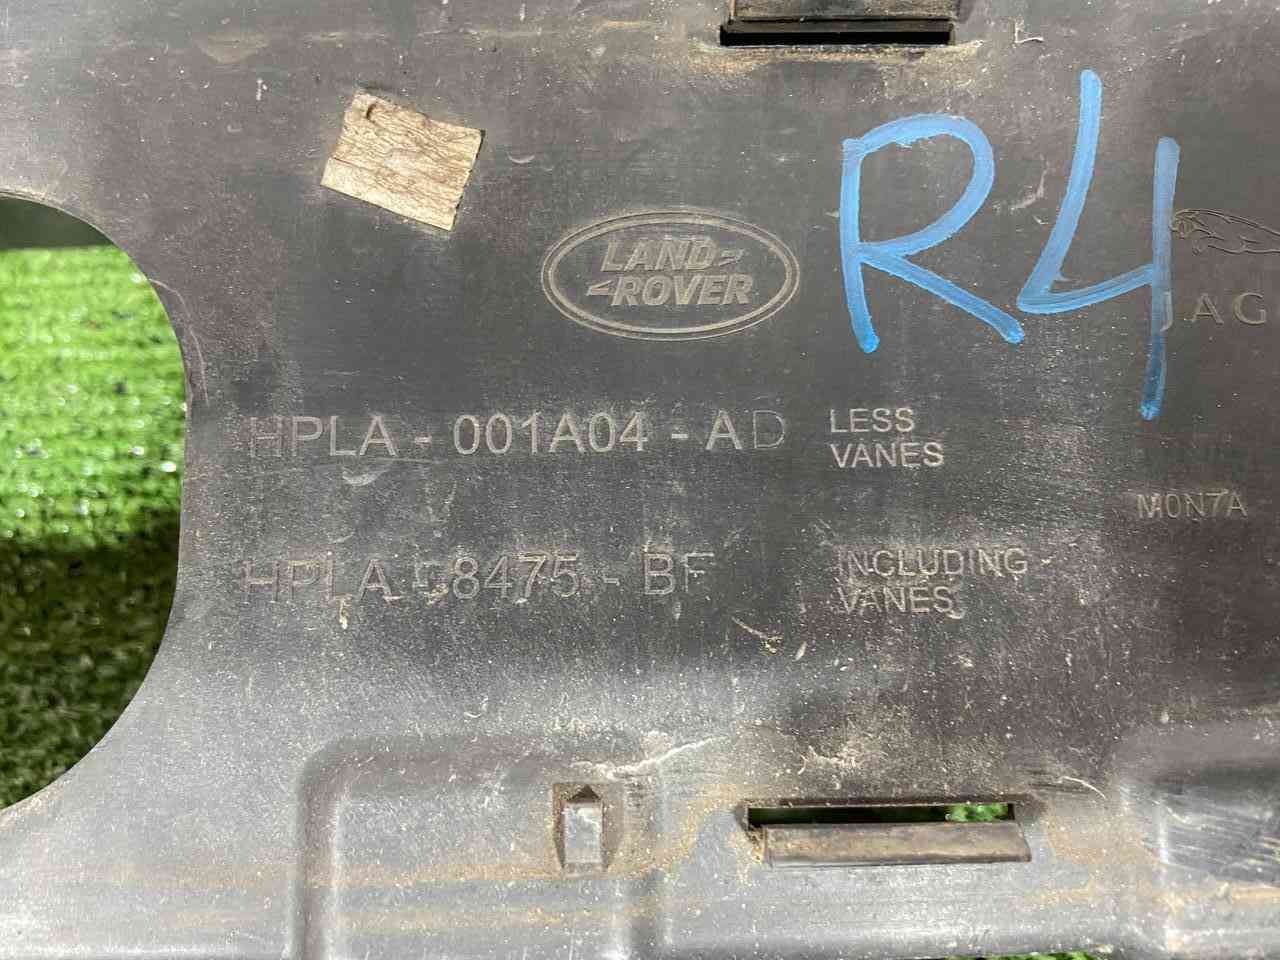 R4
LAND-
ROVER
JAG
HPLA - 001A04 - AD LESS
VANES
M0N7A
HPLA - 8475 - BF INCLUDING
VANES